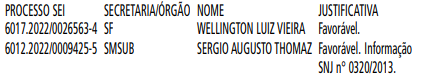 PROCESSO SEI SECRETARIA/ÓRGÃO NOME JUSTIFICATIVA
6017.2022/0026563-4 SF WELLINGTON LUIZ VIEIRA Favorável.
6012.2022/0009425-5 SMSUB SERGIO AUGUSTO THOMAZ Favorável. Informação
SNJ nº 0320/2013.